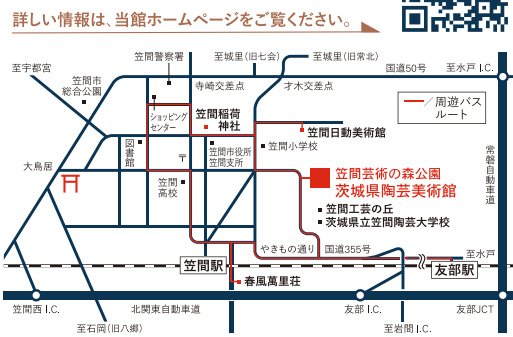 詳しい情報は、当館ホームページをご覧ください。
笠間警察署
至城里(旧七会)
至城里(旧常北)
至宇都宮
国道50号
至水戸 I.C.
笠間市
総合公園
寺崎交差点
才木交差点
ショッピング
センター
笠間稲荷
神社
/周遊バス
ルート
笠間日動美術館
図書館
笠間市役所
笠間支所
笠間小学校
大鳥居
〒
笠間
高校
笠間芸術の森公園
茨城県陶芸美術館
常磐自動車道
笠間工芸の丘
茨城県立笠間陶芸大学校
やきもの通り
国道355号
至水戸
笠間駅
友部駅
春風萬里荘
笠間西 I.C.
北関東自動車道
友部 I.C.
友部JCT
至石岡(旧八郷)
至岩間 I.C.